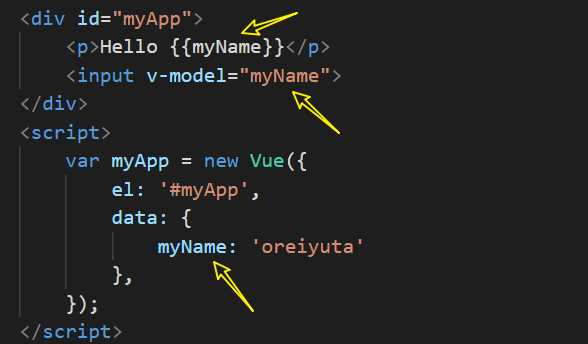 <div id="myApp">
<p>Hello {{myName}}</p>
<input v-model="myName">
</div>
<script>
var myApp = new Vue({
el: '#myApp',
data: {
myName: 'oreiyuta'
},
});
</script>